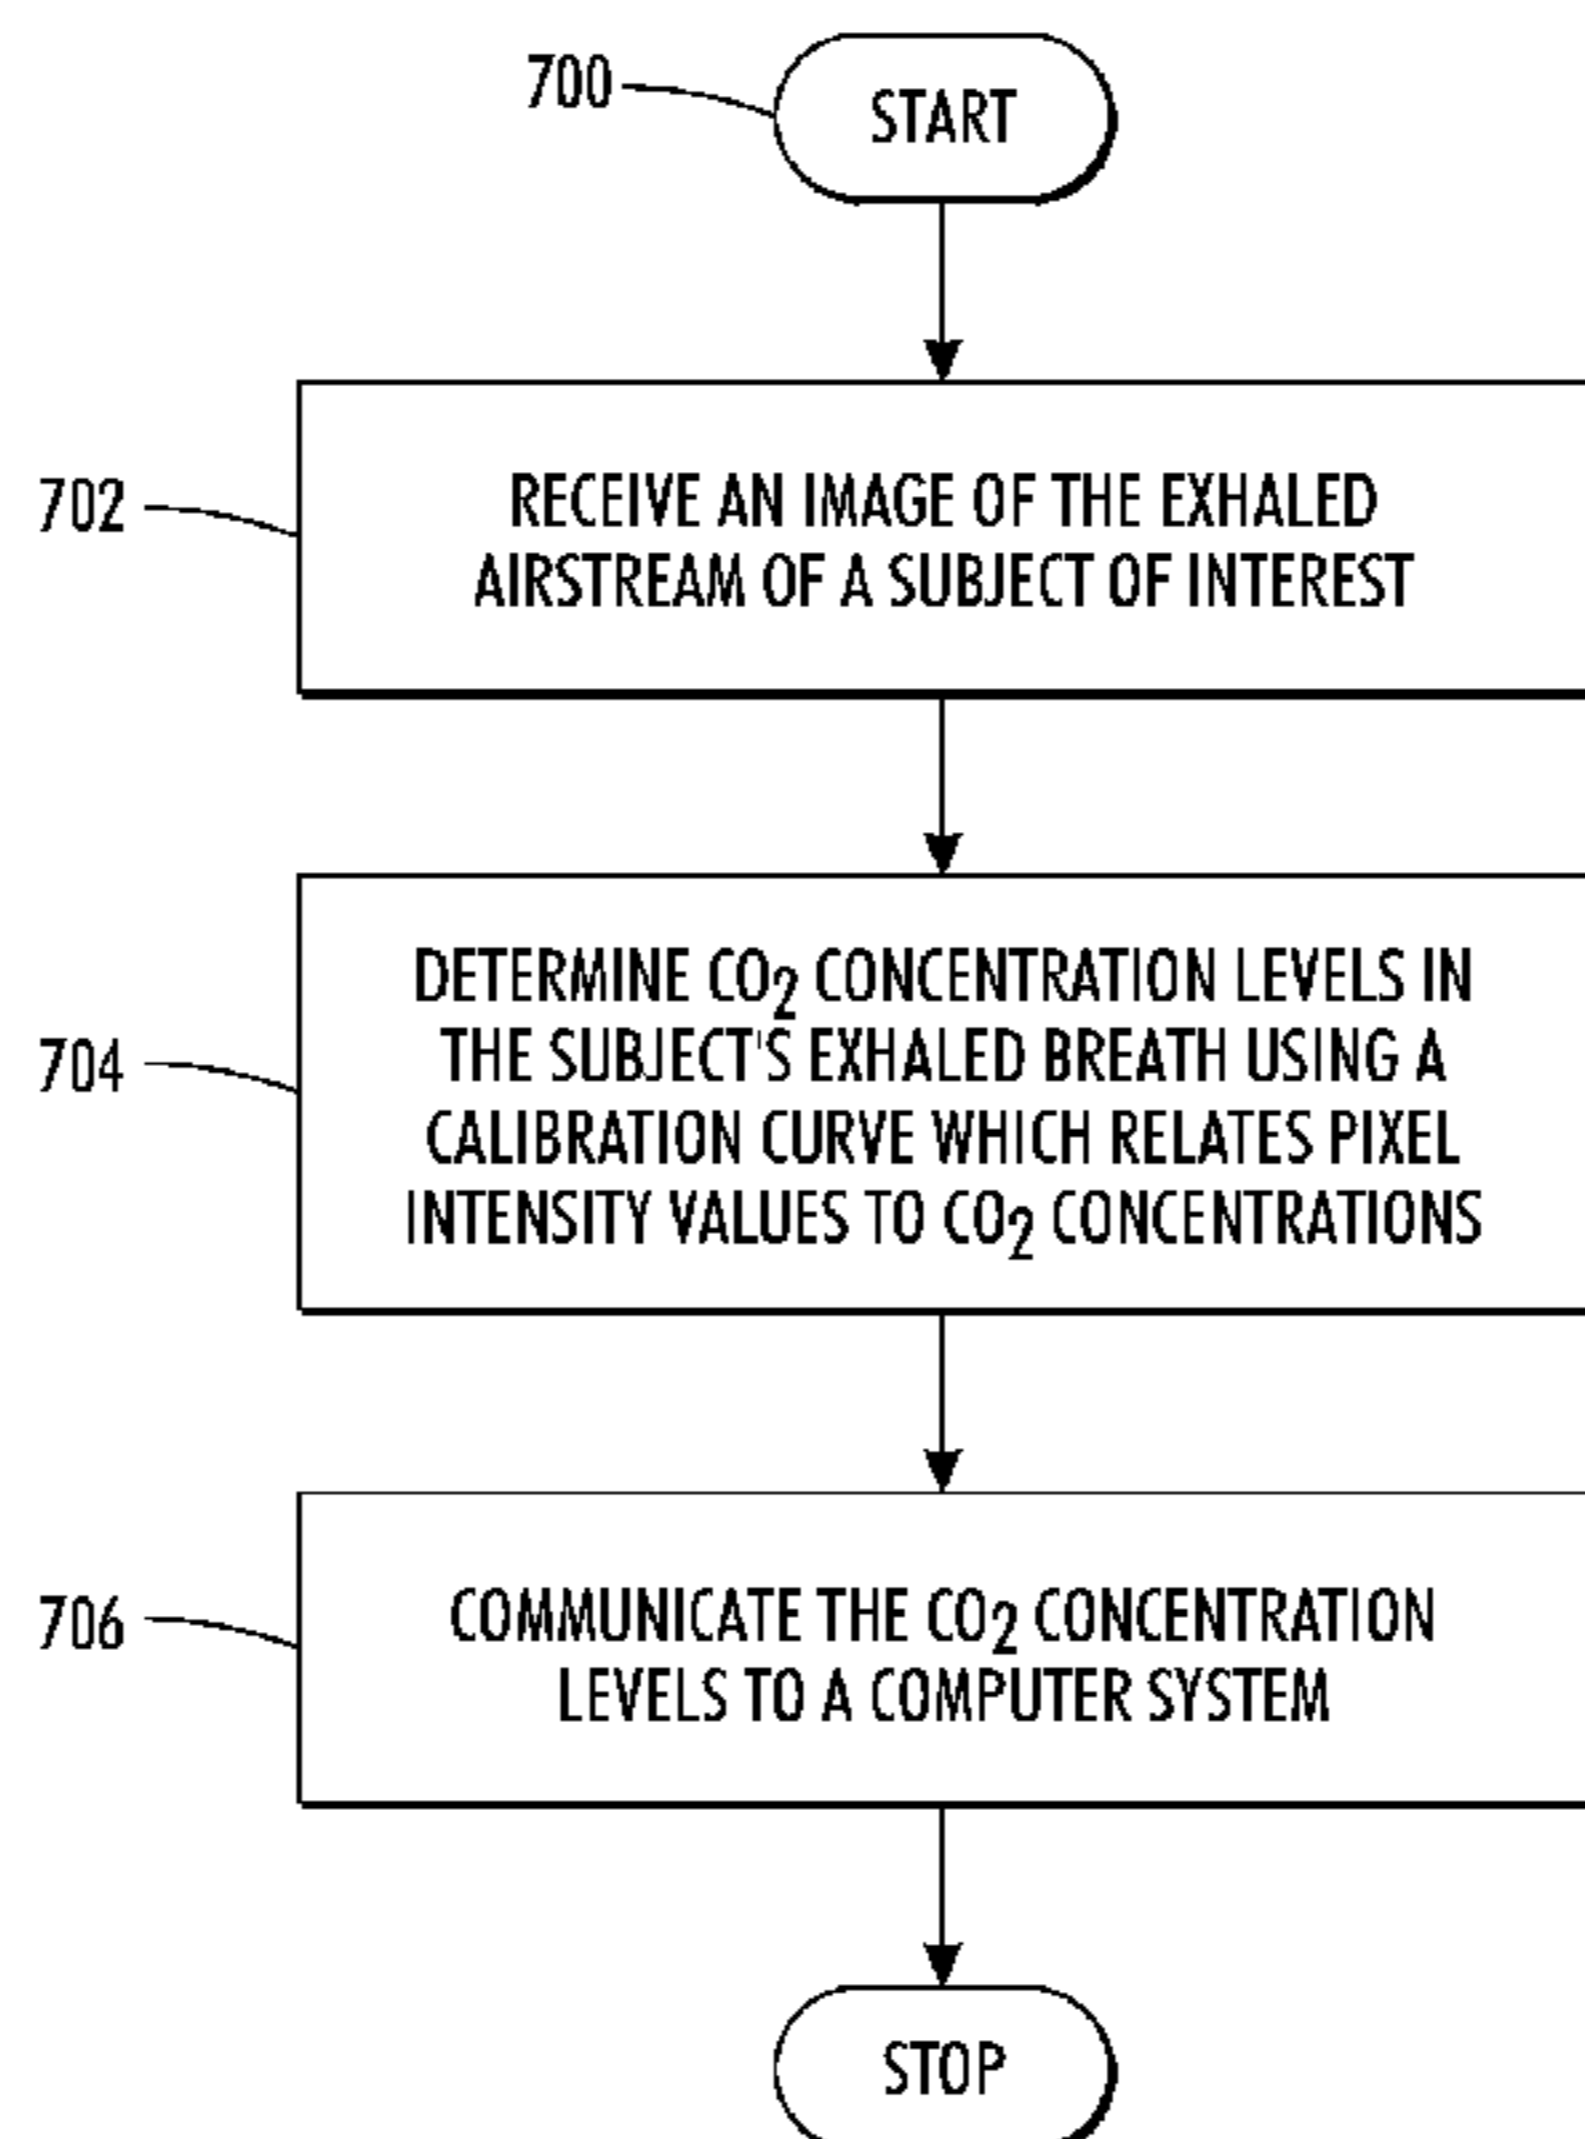 700
START
702
RECEIVE AN IMAGE OF THE EXHALED
AIRSTREAM OF A SUBJECT OF INTEREST
704
DETERMINE CO₂ CONCENTRATION LEVELS IN
THE SUBJECT'S EXHALED BREATH USING A
CALIBRATION CURVE WHICH RELATES PIXEL
INTENSITY VALUES TO CO₂ CONCENTRATIONS
706
COMMUNICATE THE CO₂ CONCENTRATION
LEVELS TO A COMPUTER SYSTEM
STOP